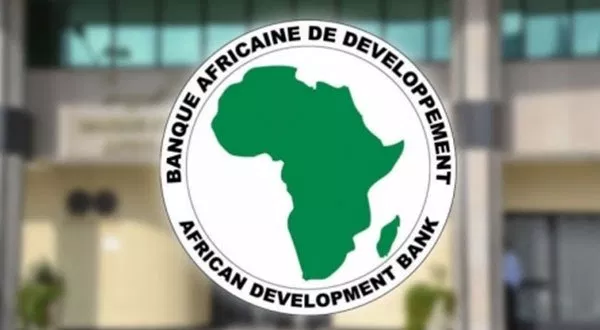 BANQUE AFRICAINE DE DEVELOPPEMENT
AFRICAN DEVELOPMENT BANK